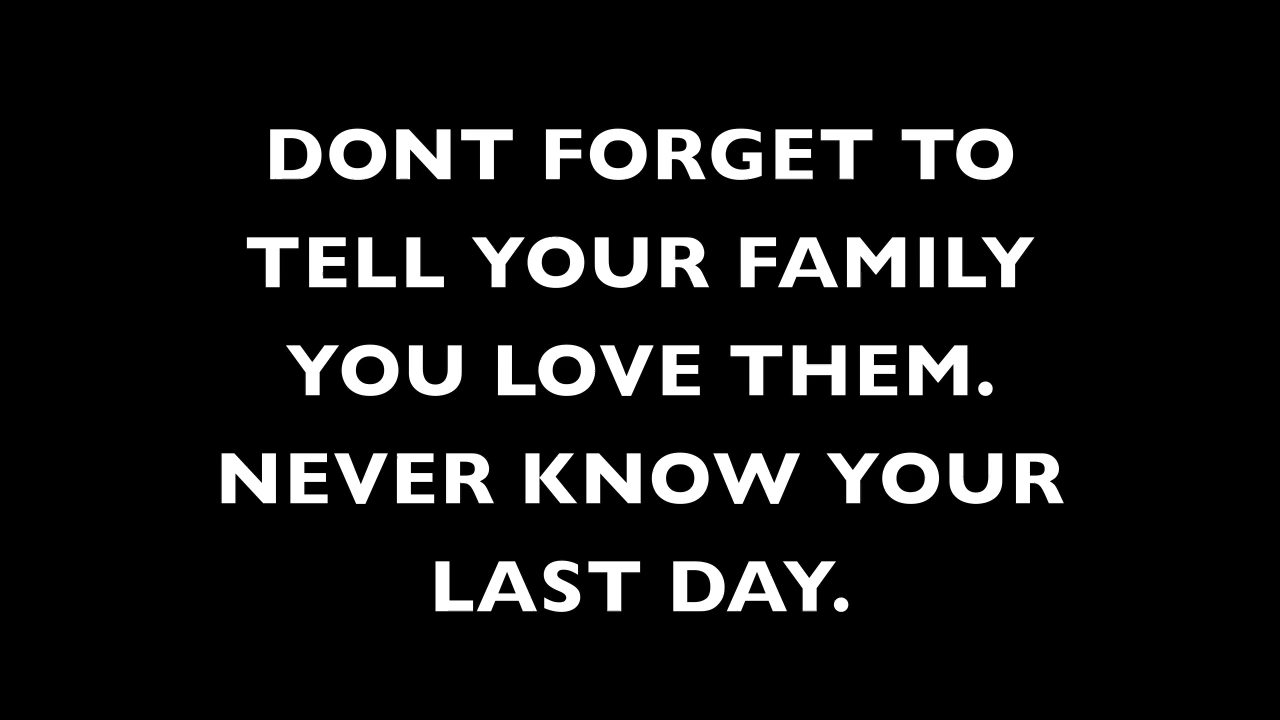 DONT FORGET TO
TELL YOUR FAMILY
YOU LOVE THEM.
NEVER KNOW YOUR
LAST DAY.